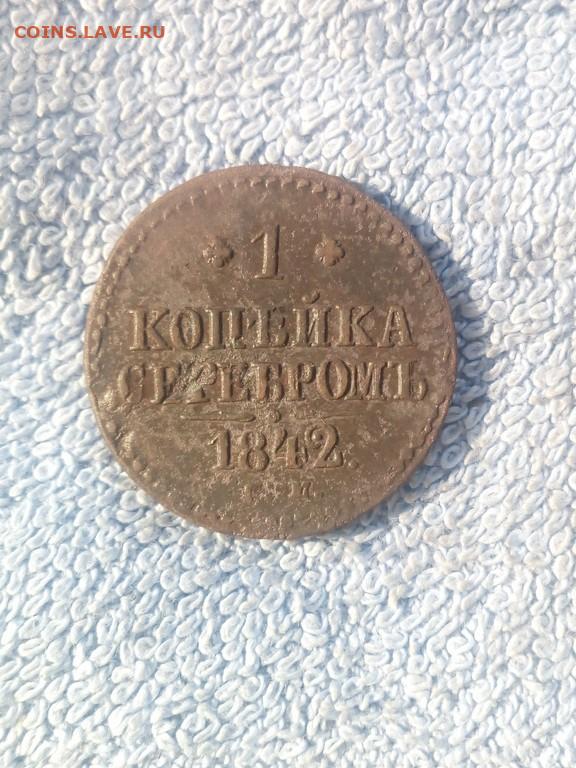 COINS.LAVE.RU
1
КОПѢЙКА
СЕРЕБРОМЪ
1842.